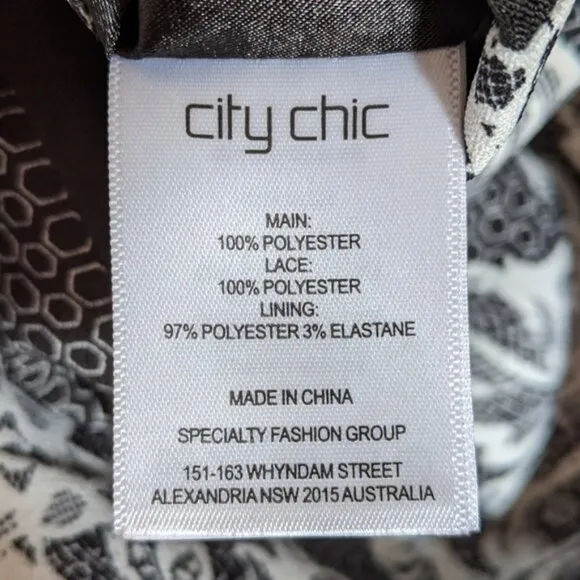 city chic
MAIN:
100% POLYESTER
LACE:
100% POLYESTER
LINING:
97% POLYESTER 3% ELASTANE
MADE IN CHINA
SPECIALTY FASHION GROUP
151-163 WHYNDAM STREET
ALEXANDRIA NSW 2015 AUSTRALIA